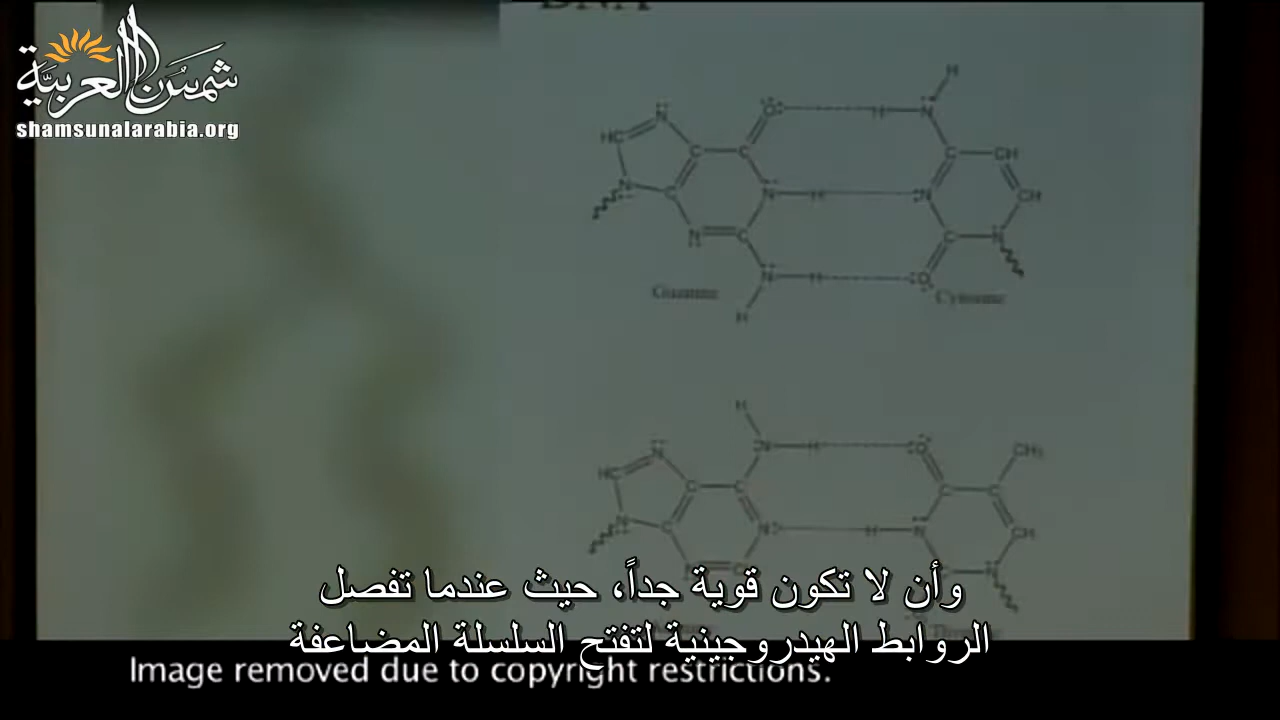 DNA
شمس العربية
shamsunalarabia.org
Guanine
Cytosine
وأن لا تكون قوية جداً، حيث عندما تفصل
الروابط الهيدروجينية لتفتح السلسلة المضاعفة
Image removed due to copyright restrictions.